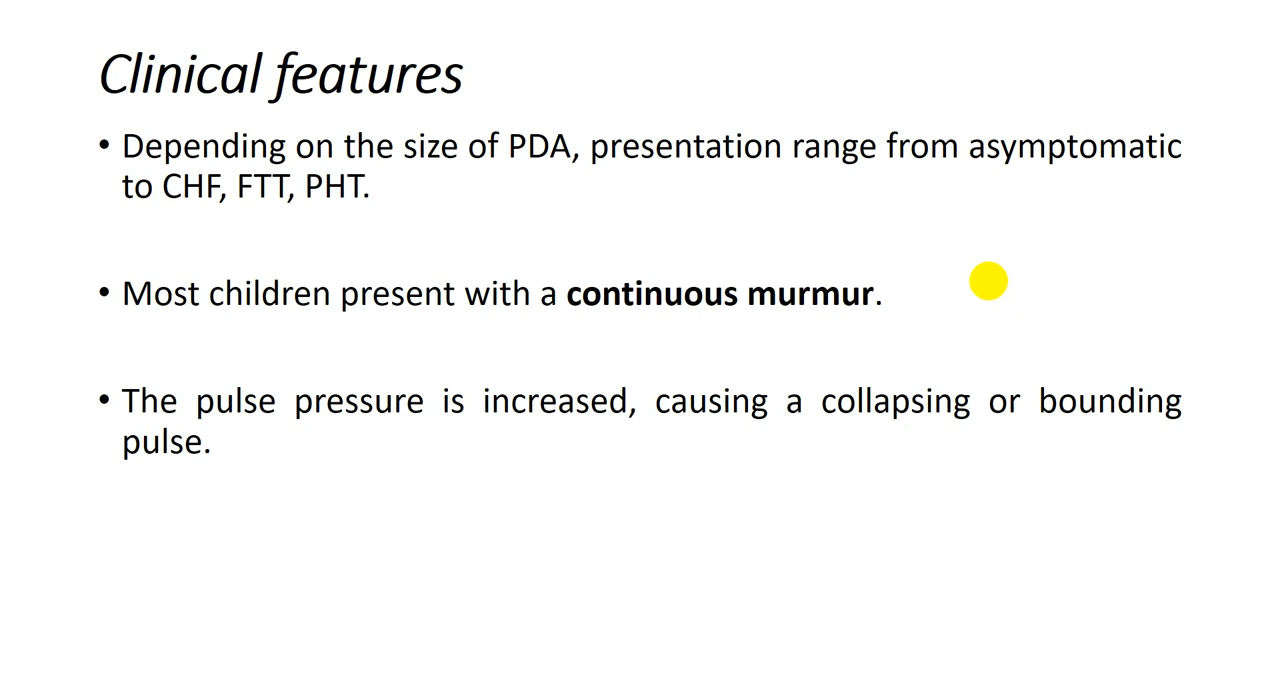 Clinical features
• Depending on the size of PDA, presentation range from asymptomatic
to CHF, FTT, PHT.
• Most children present with a continuous murmur.
• The pulse pressure is increased, causing a collapsing or bounding
pulse.